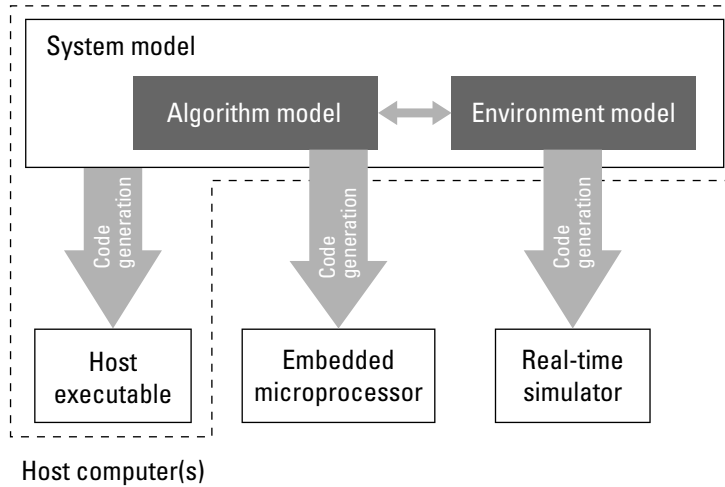 System model
Algorithm model
Environment model
Code
generation
Code
generation
Code
generation
Host
executable
Embedded
microprocessor
Real-time
simulator
Host computer(s)